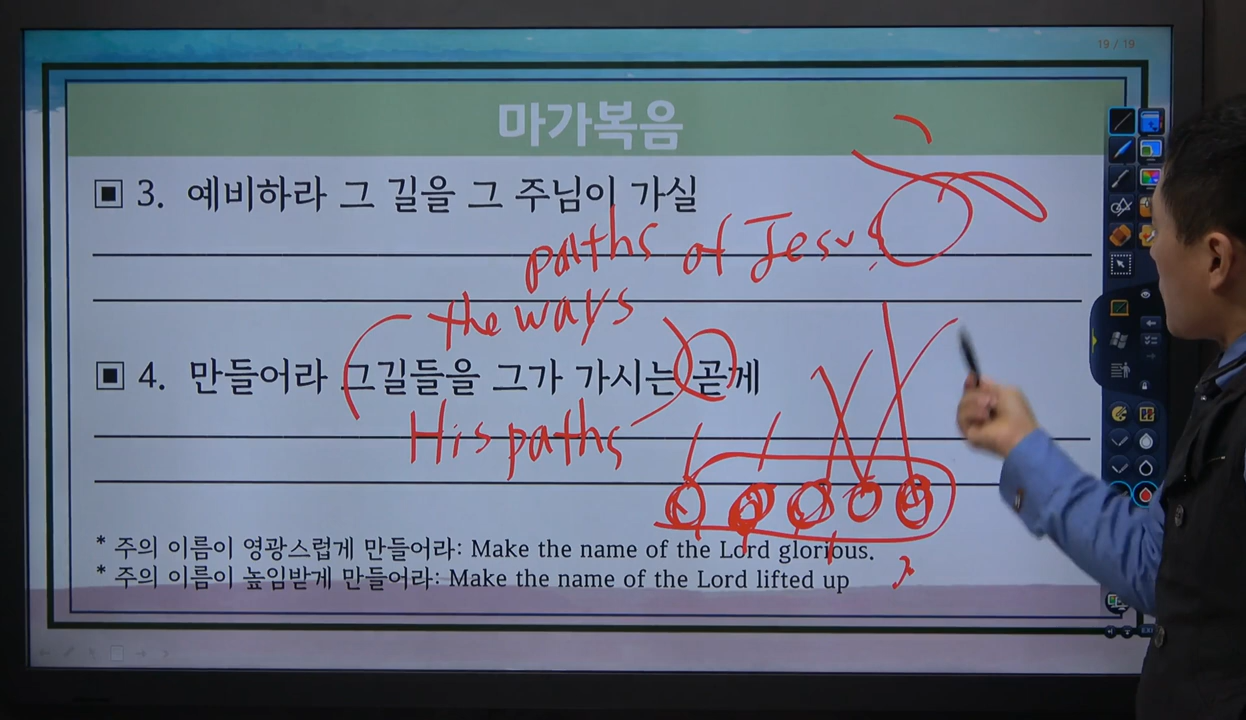 19 / 19
마가복음
▣ 3. 예비하라 그 길을 그 주님이 가실
paths of Jesus
the ways
▣ 4. 만들어라 그길들을 그가 가시는 곧게
His paths
* 주의 이름이 영광스럽게 만들어라: Make the name of the Lord glorious.
* 주의 이름이 높임받게 만들어라: Make the name of the Lord lifted up